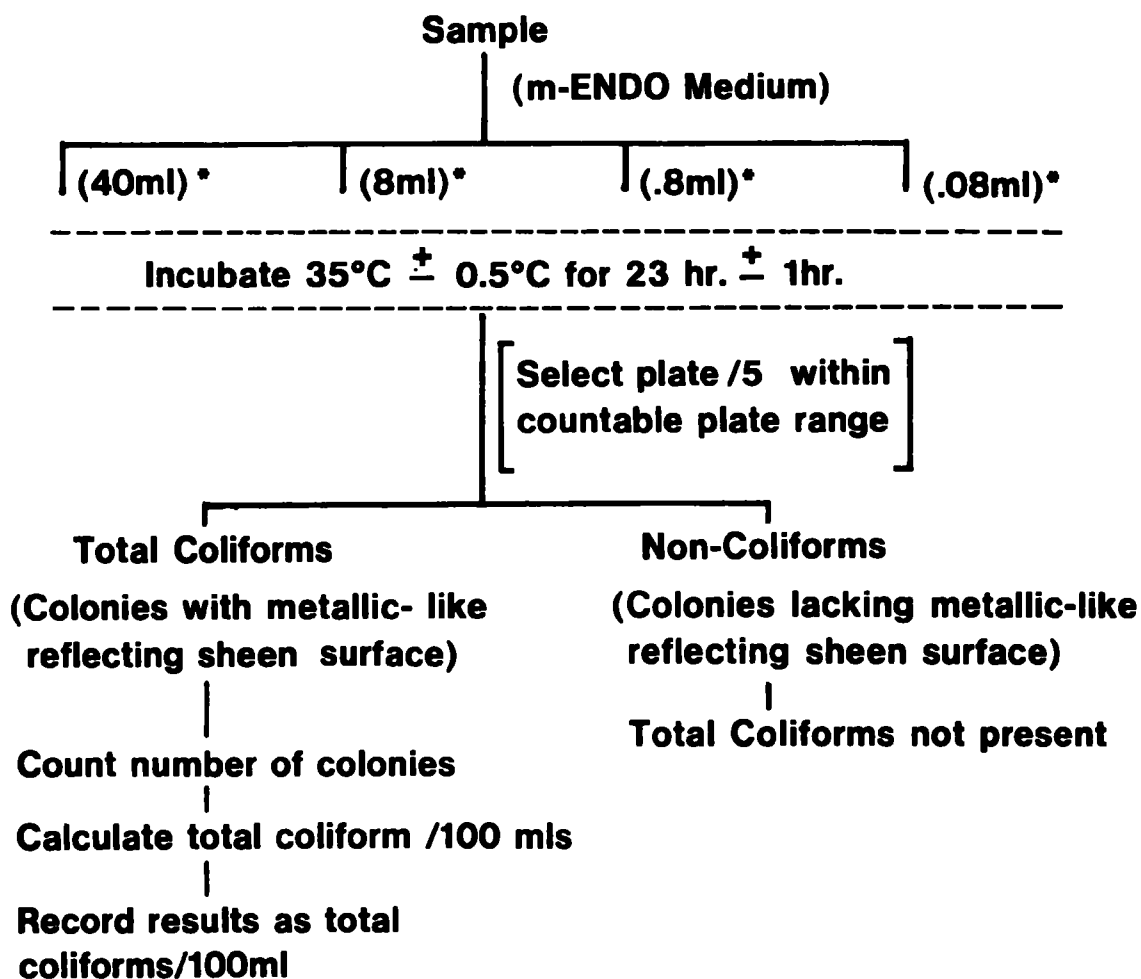 Sample
(m-ENDO Medium)
(40ml)* (8ml)* (.8ml)* (.08ml)*
Incubate 35°C ± 0.5°C for 23 hr. ± 1hr.
Select plate /5 within
countable plate range
Total Coliforms
(Colonies with metallic- like
reflecting sheen surface)
Count number of colonies
Calculate total coliform /100 mls
Record results as total
coliforms/100ml
Non-Coliforms
(Colonies lacking metallic-like
reflecting sheen surface)
Total Coliforms not present